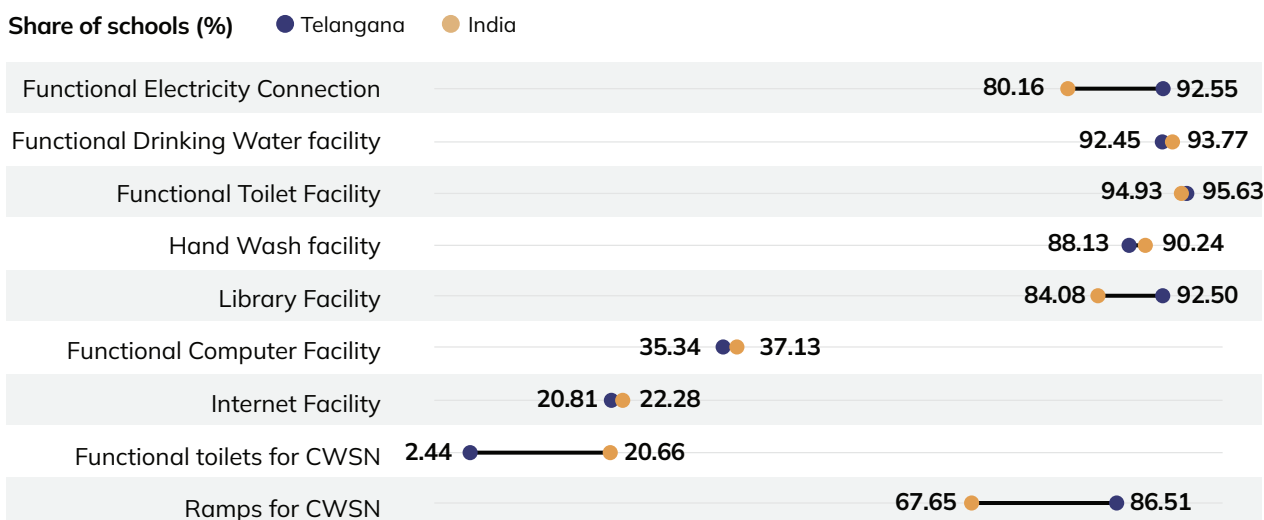 Share of schools (%) Telangana India
Functional Electricity Connection 80.16 92.55
Functional Drinking Water facility 92.45 93.77
Functional Toilet Facility 94.93 95.63
Hand Wash facility 88.13 90.24
Library Facility 84.08 92.50
Functional Computer Facility 35.34 37.13
Internet Facility 20.81 22.28
Functional toilets for CWSN 2.44 20.66
Ramps for CWSN 67.65 86.51